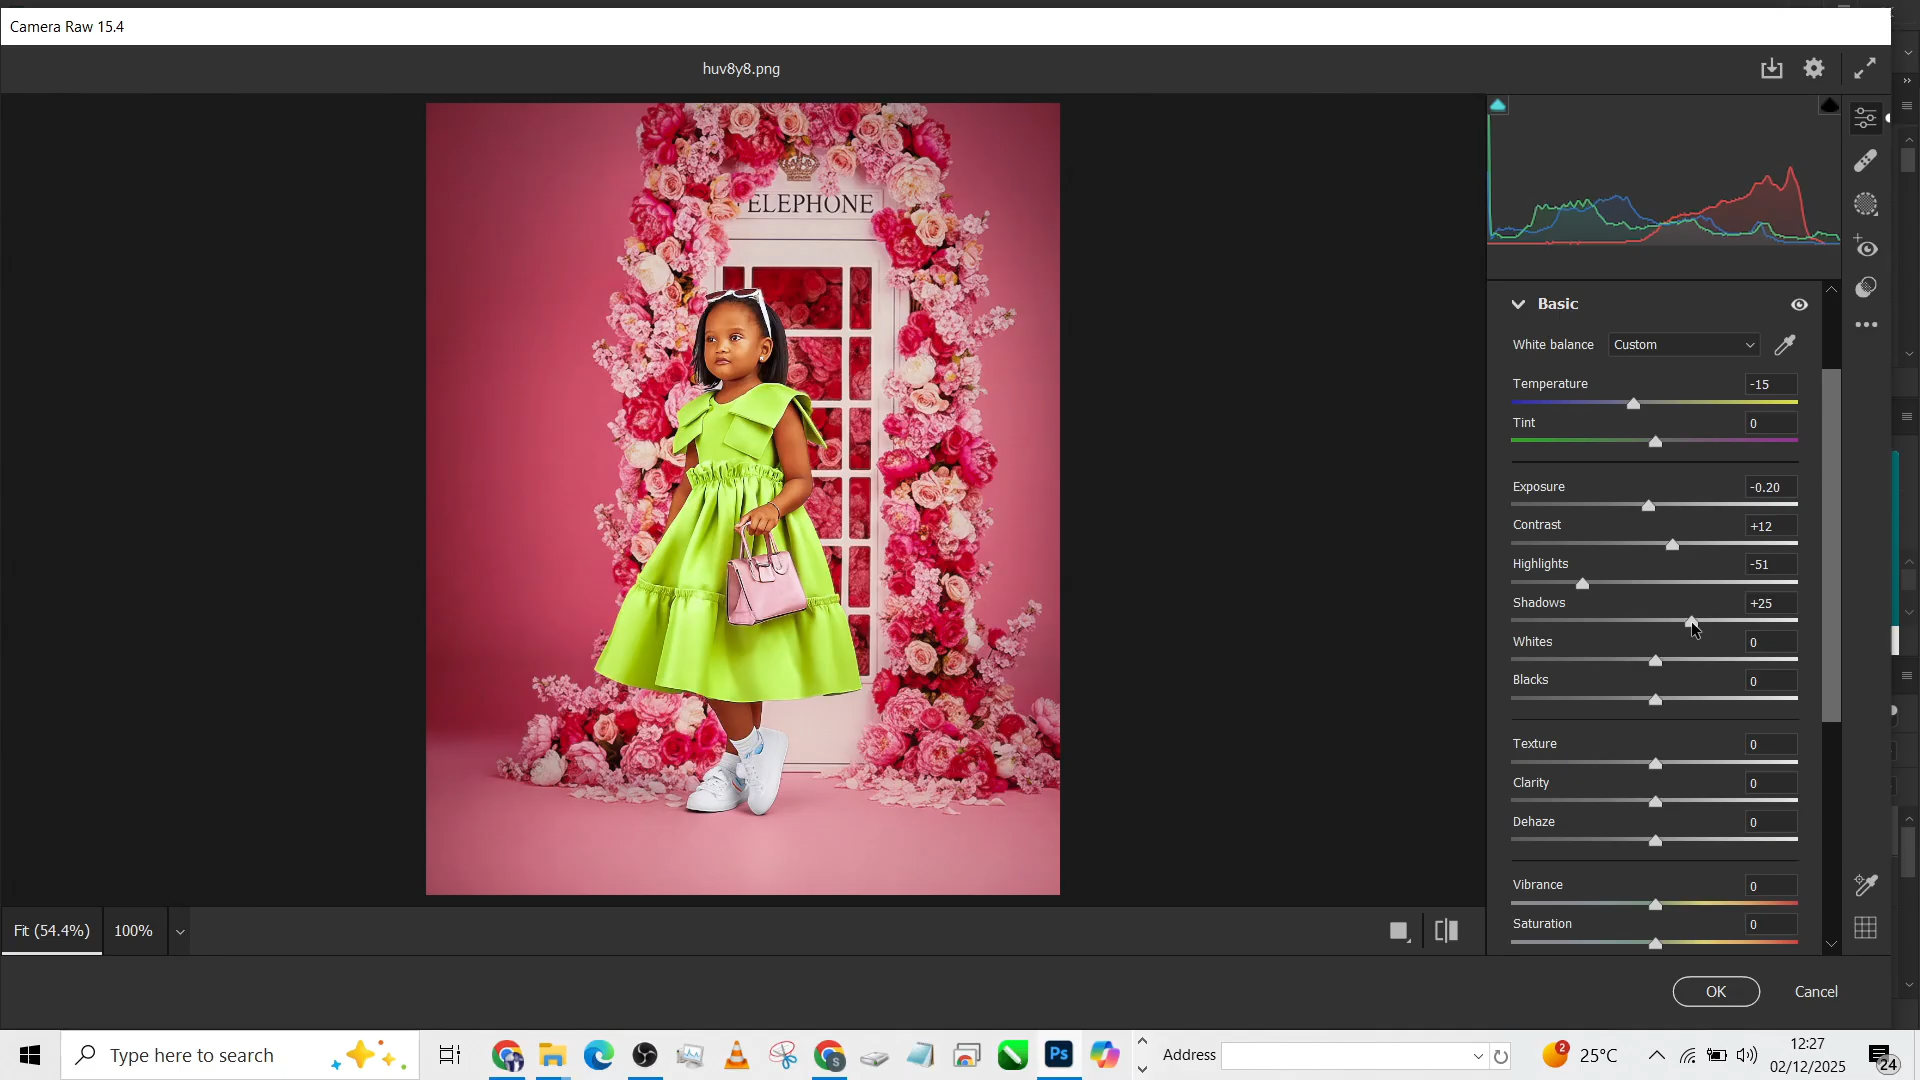 Camera Raw 15.4
huv8y8.png
ELEPHONE
Basic
White balance
Custom
Temperature
-15
Tint
0
Exposure
-0.20
Contrast
+12
Highlights
-51
Shadows
+25
Whites
0
Blacks
0
Texture
0
Clarity
0
Dehaze
0
Vibrance
0
Saturation
0
Fit (54.4%)
100%
OK
Cancel
Type here to search
S
Ps
Address
2
25°C
12:27
02/12/2025
24